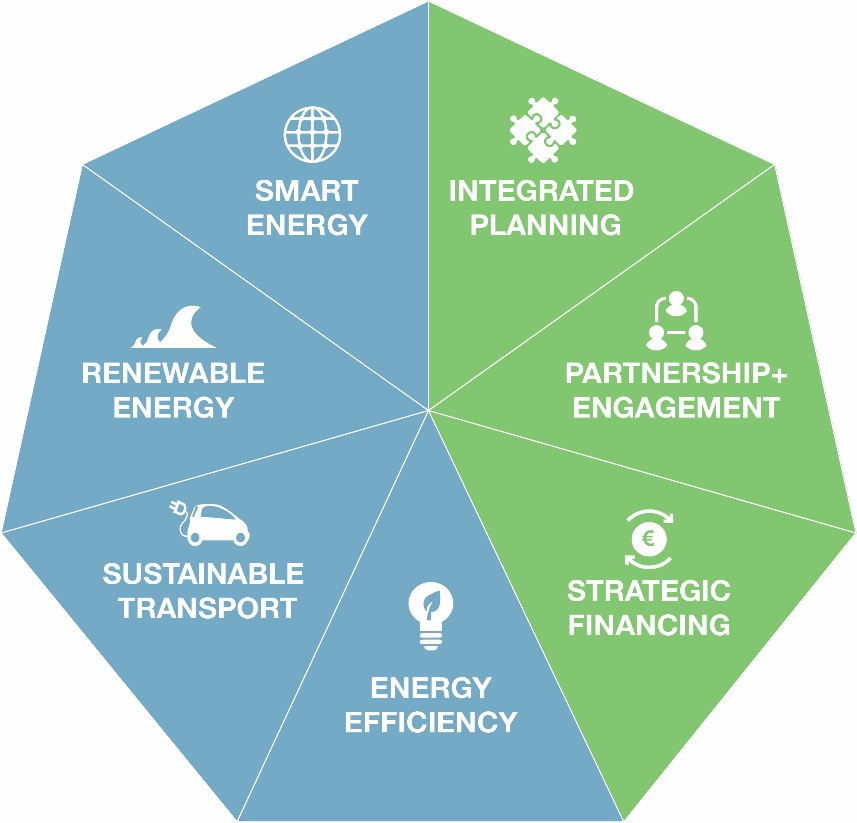 SMART
ENERGY
INTEGRATED
PLANNING
RENEWABLE
ENERGY
PARTNERSHIP+
ENGAGEMENT
SUSTAINABLE
TRANSPORT
€
STRATEGIC
FINANCING
ENERGY
EFFICIENCY